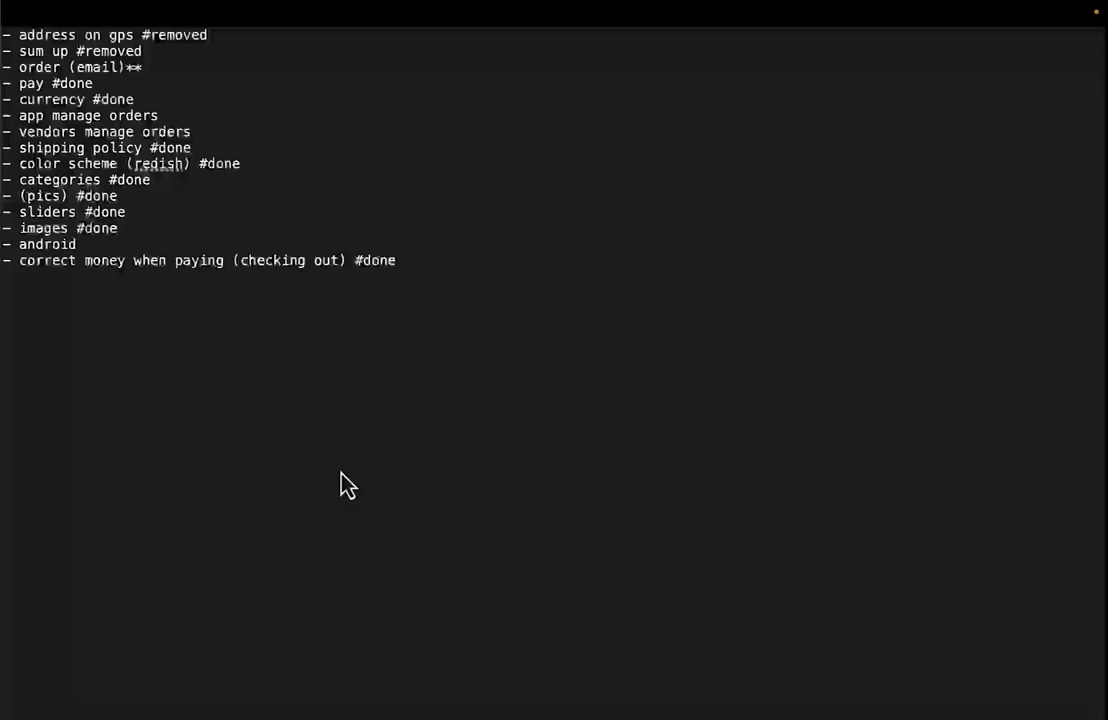 - address on gps #removed
- sum up #removed
- order (email)**
- pay #done
- currency #done
- app manage orders
- vendors manage orders
- shipping policy #done
- color scheme (redish) #done
- categories #done
- (pics) #done
- sliders #done
- images #done
- android
- correct money when paying (checking out) #done